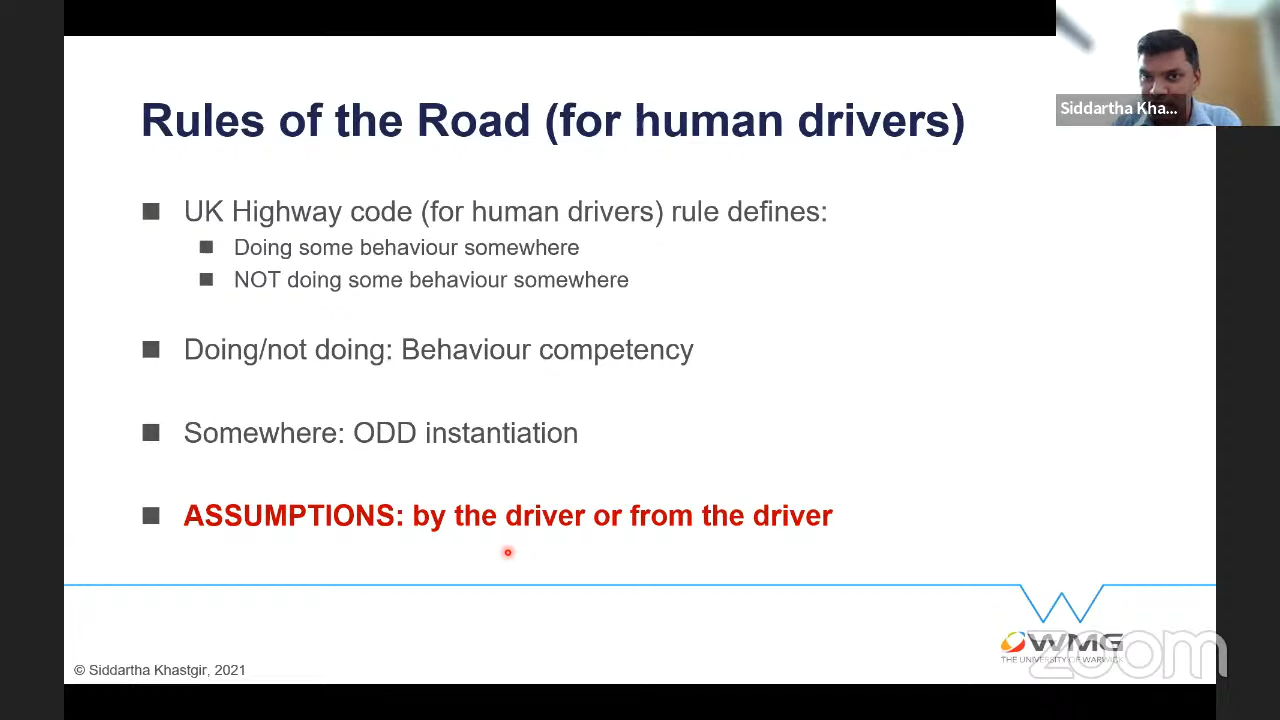 Rules of the Road (for human drivers)
Siddartha Kha...
UK Highway code (for human drivers) rule defines:
Doing some behaviour somewhere
NOT doing some behaviour somewhere
Doing/not doing: Behaviour competency
Somewhere: ODD instantiation
ASSUMPTIONS: by the driver or from the driver
WMG
THE UNIVERSITY OF WARWICK
zoom
© Siddartha Khastgir, 2021